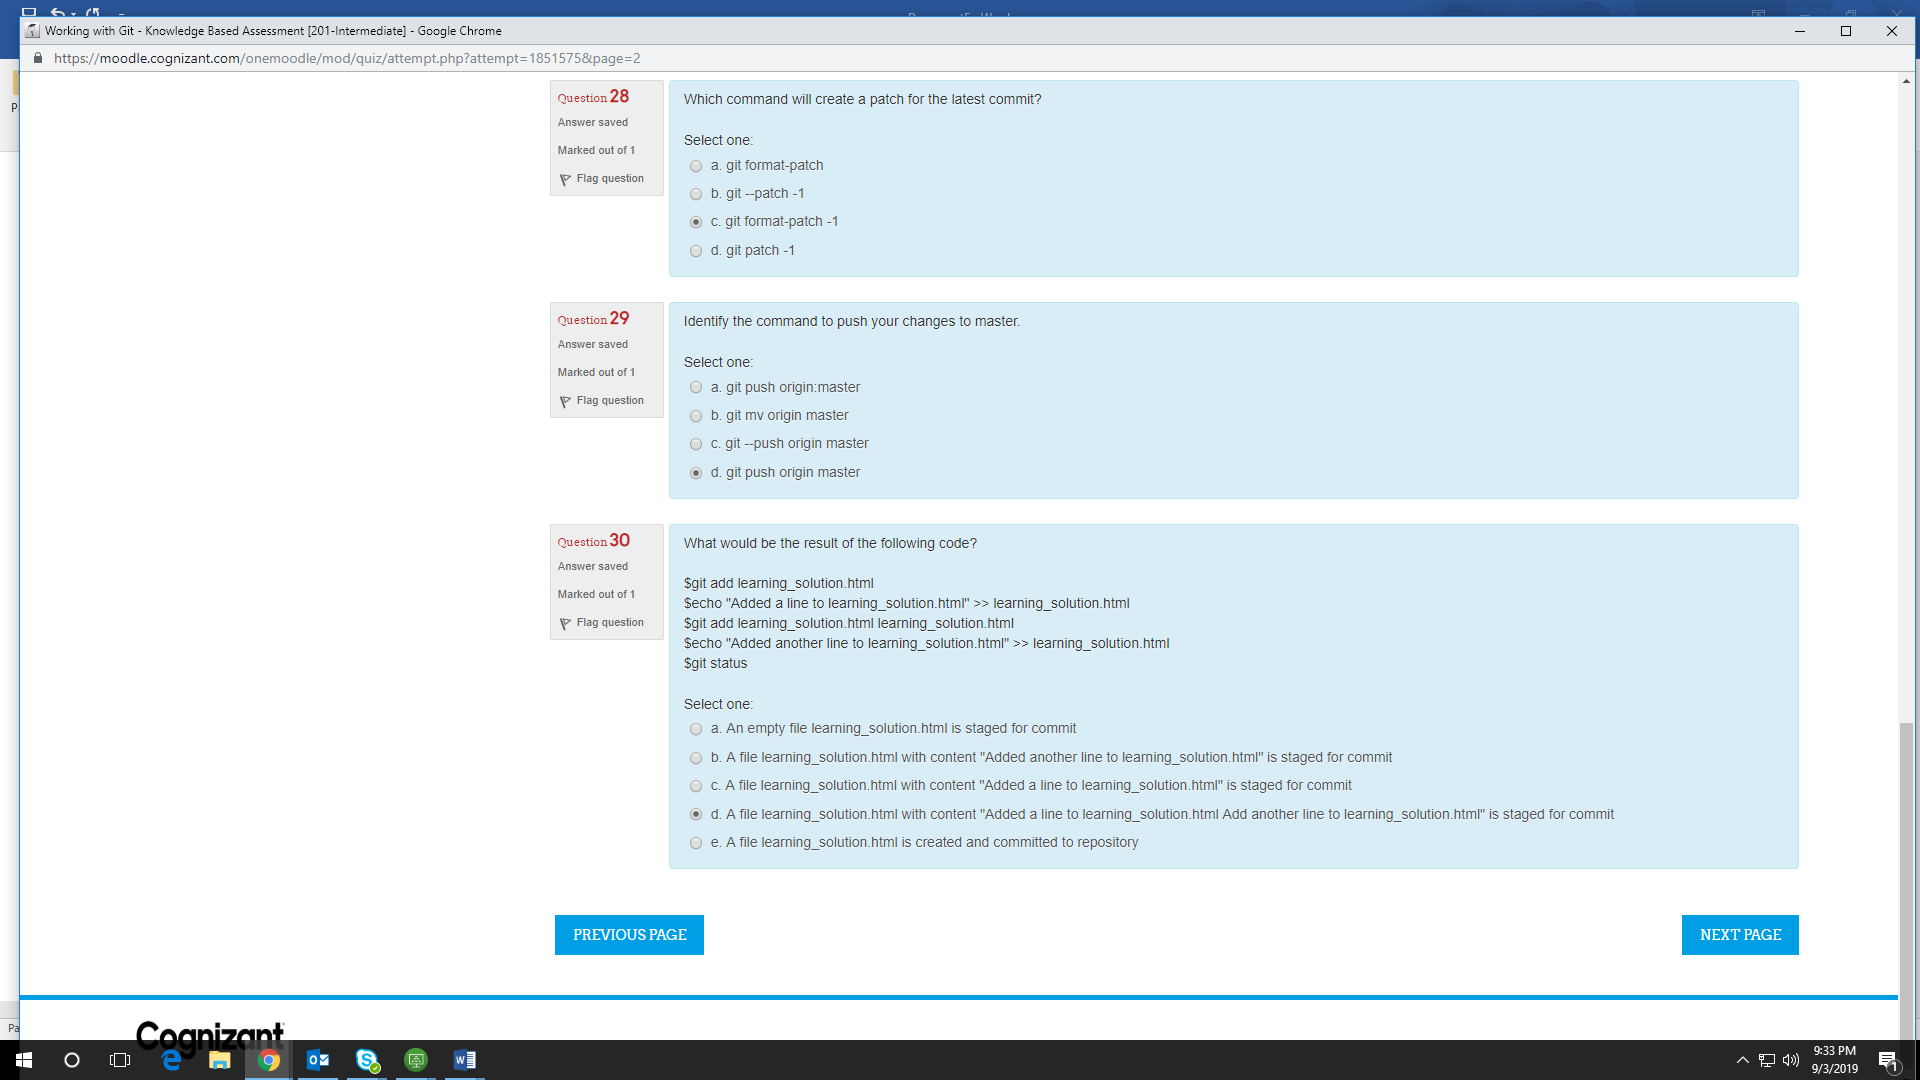 Working with Git - Knowledge Based Assessment [201-Intermediate] - Google Chrome
https://moodle.cognizant.com/onemoodle/mod/quiz/attempt.php?attempt=1851575&page=2
Question 28
Answer saved
Marked out of 1
Flag question
Which command will create a patch for the latest commit?
Select one:
a. git format-patch
b. git --patch -1
c. git format-patch -1
d. git patch -1
Question 29
Answer saved
Marked out of 1
Flag question
Identify the command to push your changes to master.
Select one:
a. git push origin:master
b. git mv origin master
c. git --push origin master
d. git push origin master
Question 30
Answer saved
Marked out of 1
Flag question
What would be the result of the following code?
$git add learning_solution.html
$echo "Added a line to learning_solution.html" >> learning_solution.html
$git add learning_solution.html learning_solution.html
$echo "Added another line to learning_solution.html" >> learning_solution.html
$git status
Select one:
a. An empty file learning_solution.html is staged for commit
b. A file learning_solution.html with content "Added another line to learning_solution.html" is staged for commit
c. A file learning_solution.html with content "Added a line to learning_solution.html" is staged for commit
d. A file learning_solution.html with content "Added a line to learning_solution.html Add another line to learning_solution.html" is staged for commit
e. A file learning_solution.html is created and committed to repository
PREVIOUS PAGE
NEXT PAGE
Cognizant
9:33 PM
9/3/2019
1